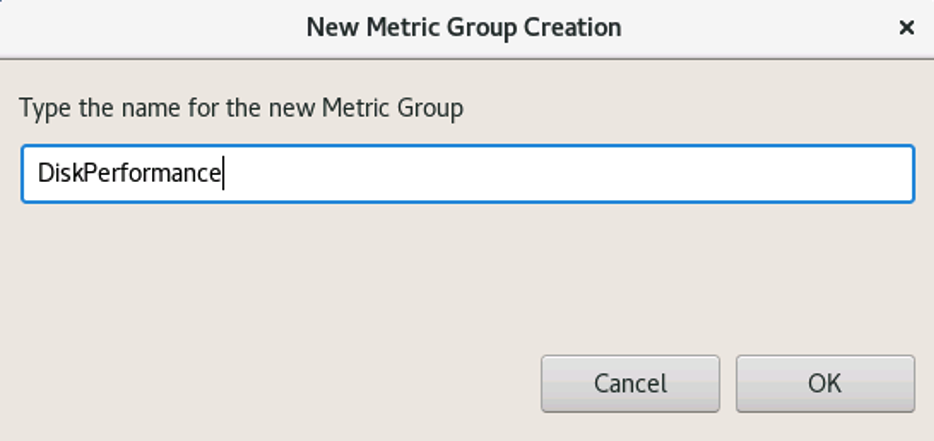 New Metric Group Creation ×
Type the name for the new Metric Group
DiskPerformance
Cancel OK